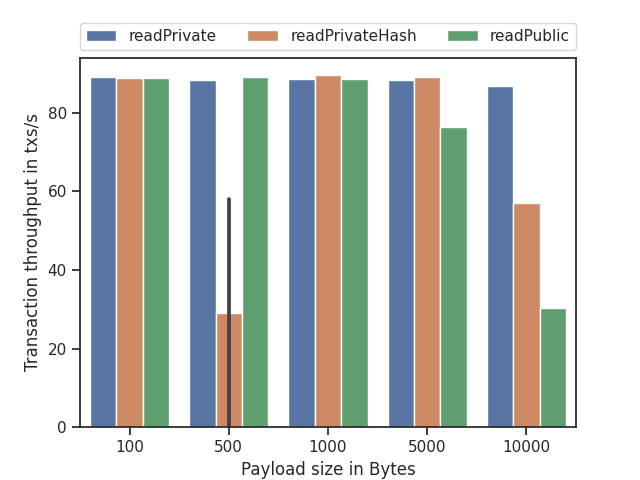 readPrivate readPrivateHash readPublic
Transaction throughput in txs/s
80
60
40
20
0
100 500 1000 5000 10000
Payload size in Bytes